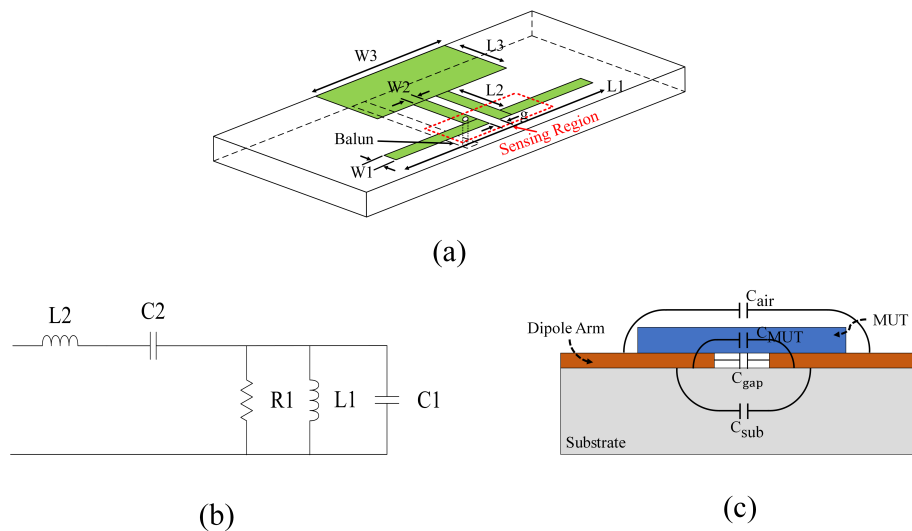 W3
L3
W2
L2
L1
g
Sensing Region
Balun
W1
(a)
L2
C2
R1
L1
C1
(b)
Cair
Dipole Arm
MUT
CMUT
Cgap
Csub
Substrate
(c)